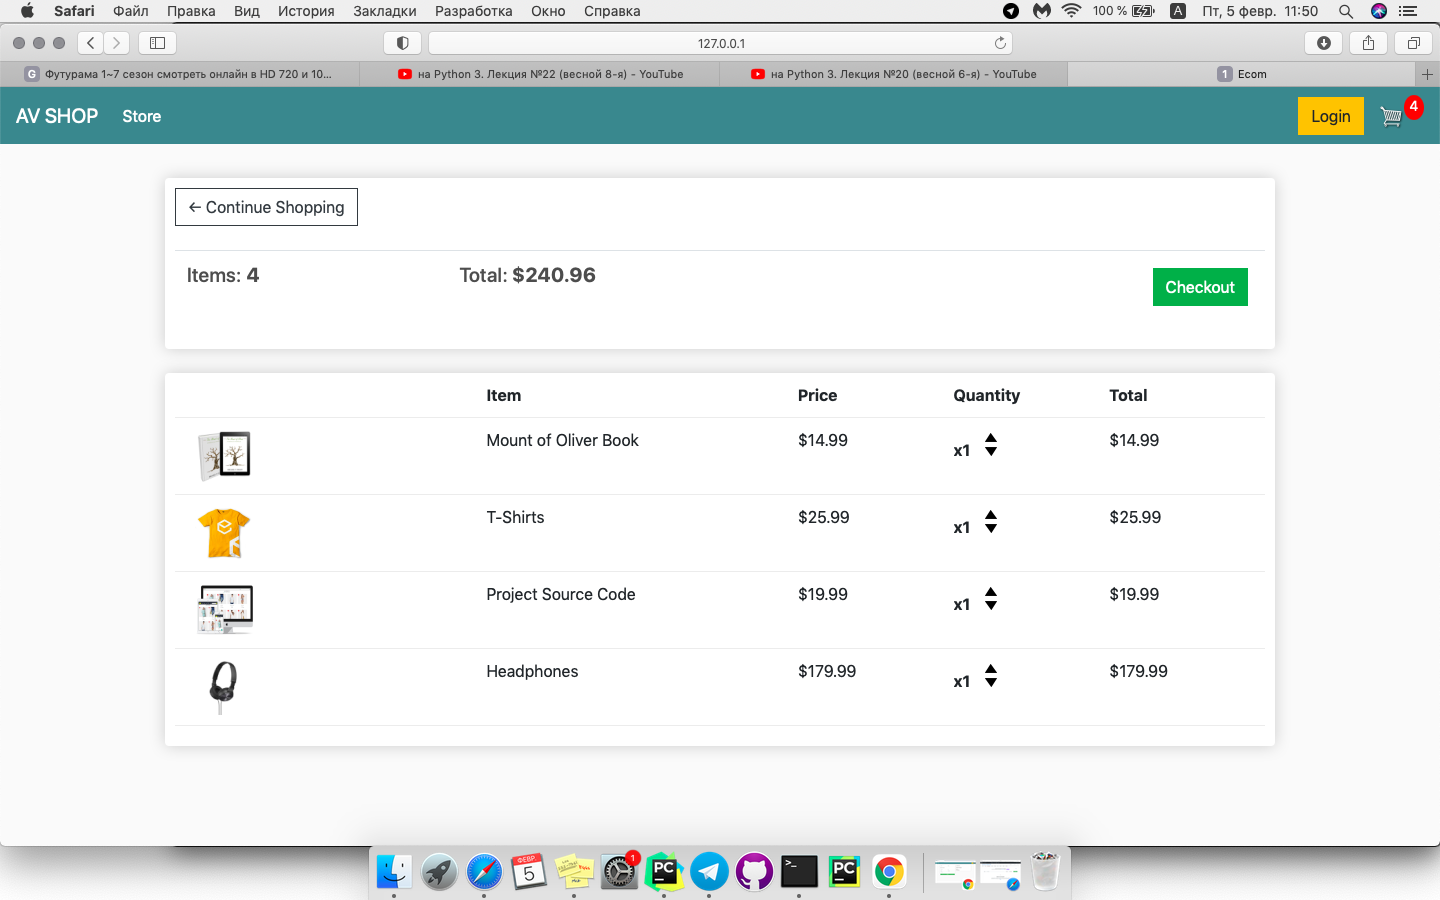 Safari Файл Правка Вид История Закладки Разработка Окно Справка 100 % A Пт, 5 февр. 11:50
127.0.0.1
G Футурама 1~7 сезон смотреть онлайн в HD 720 и 10... на Python 3. Лекция №22 (весной 8-я) - YouTube на Python 3. Лекция №20 (весной 6-я) - YouTube 1 Ecom
AV SHOP Store Login 4
← Continue Shopping
Items: 4 Total: $240.96 Checkout
Item Price Quantity Total
Mount of Oliver Book $14.99 x1 $14.99
T-Shirts $25.99 x1 $25.99
Project Source Code $19.99 x1 $19.99
Headphones $179.99 x1 $179.99
ФЕВР. 5 1 PC >_ PC